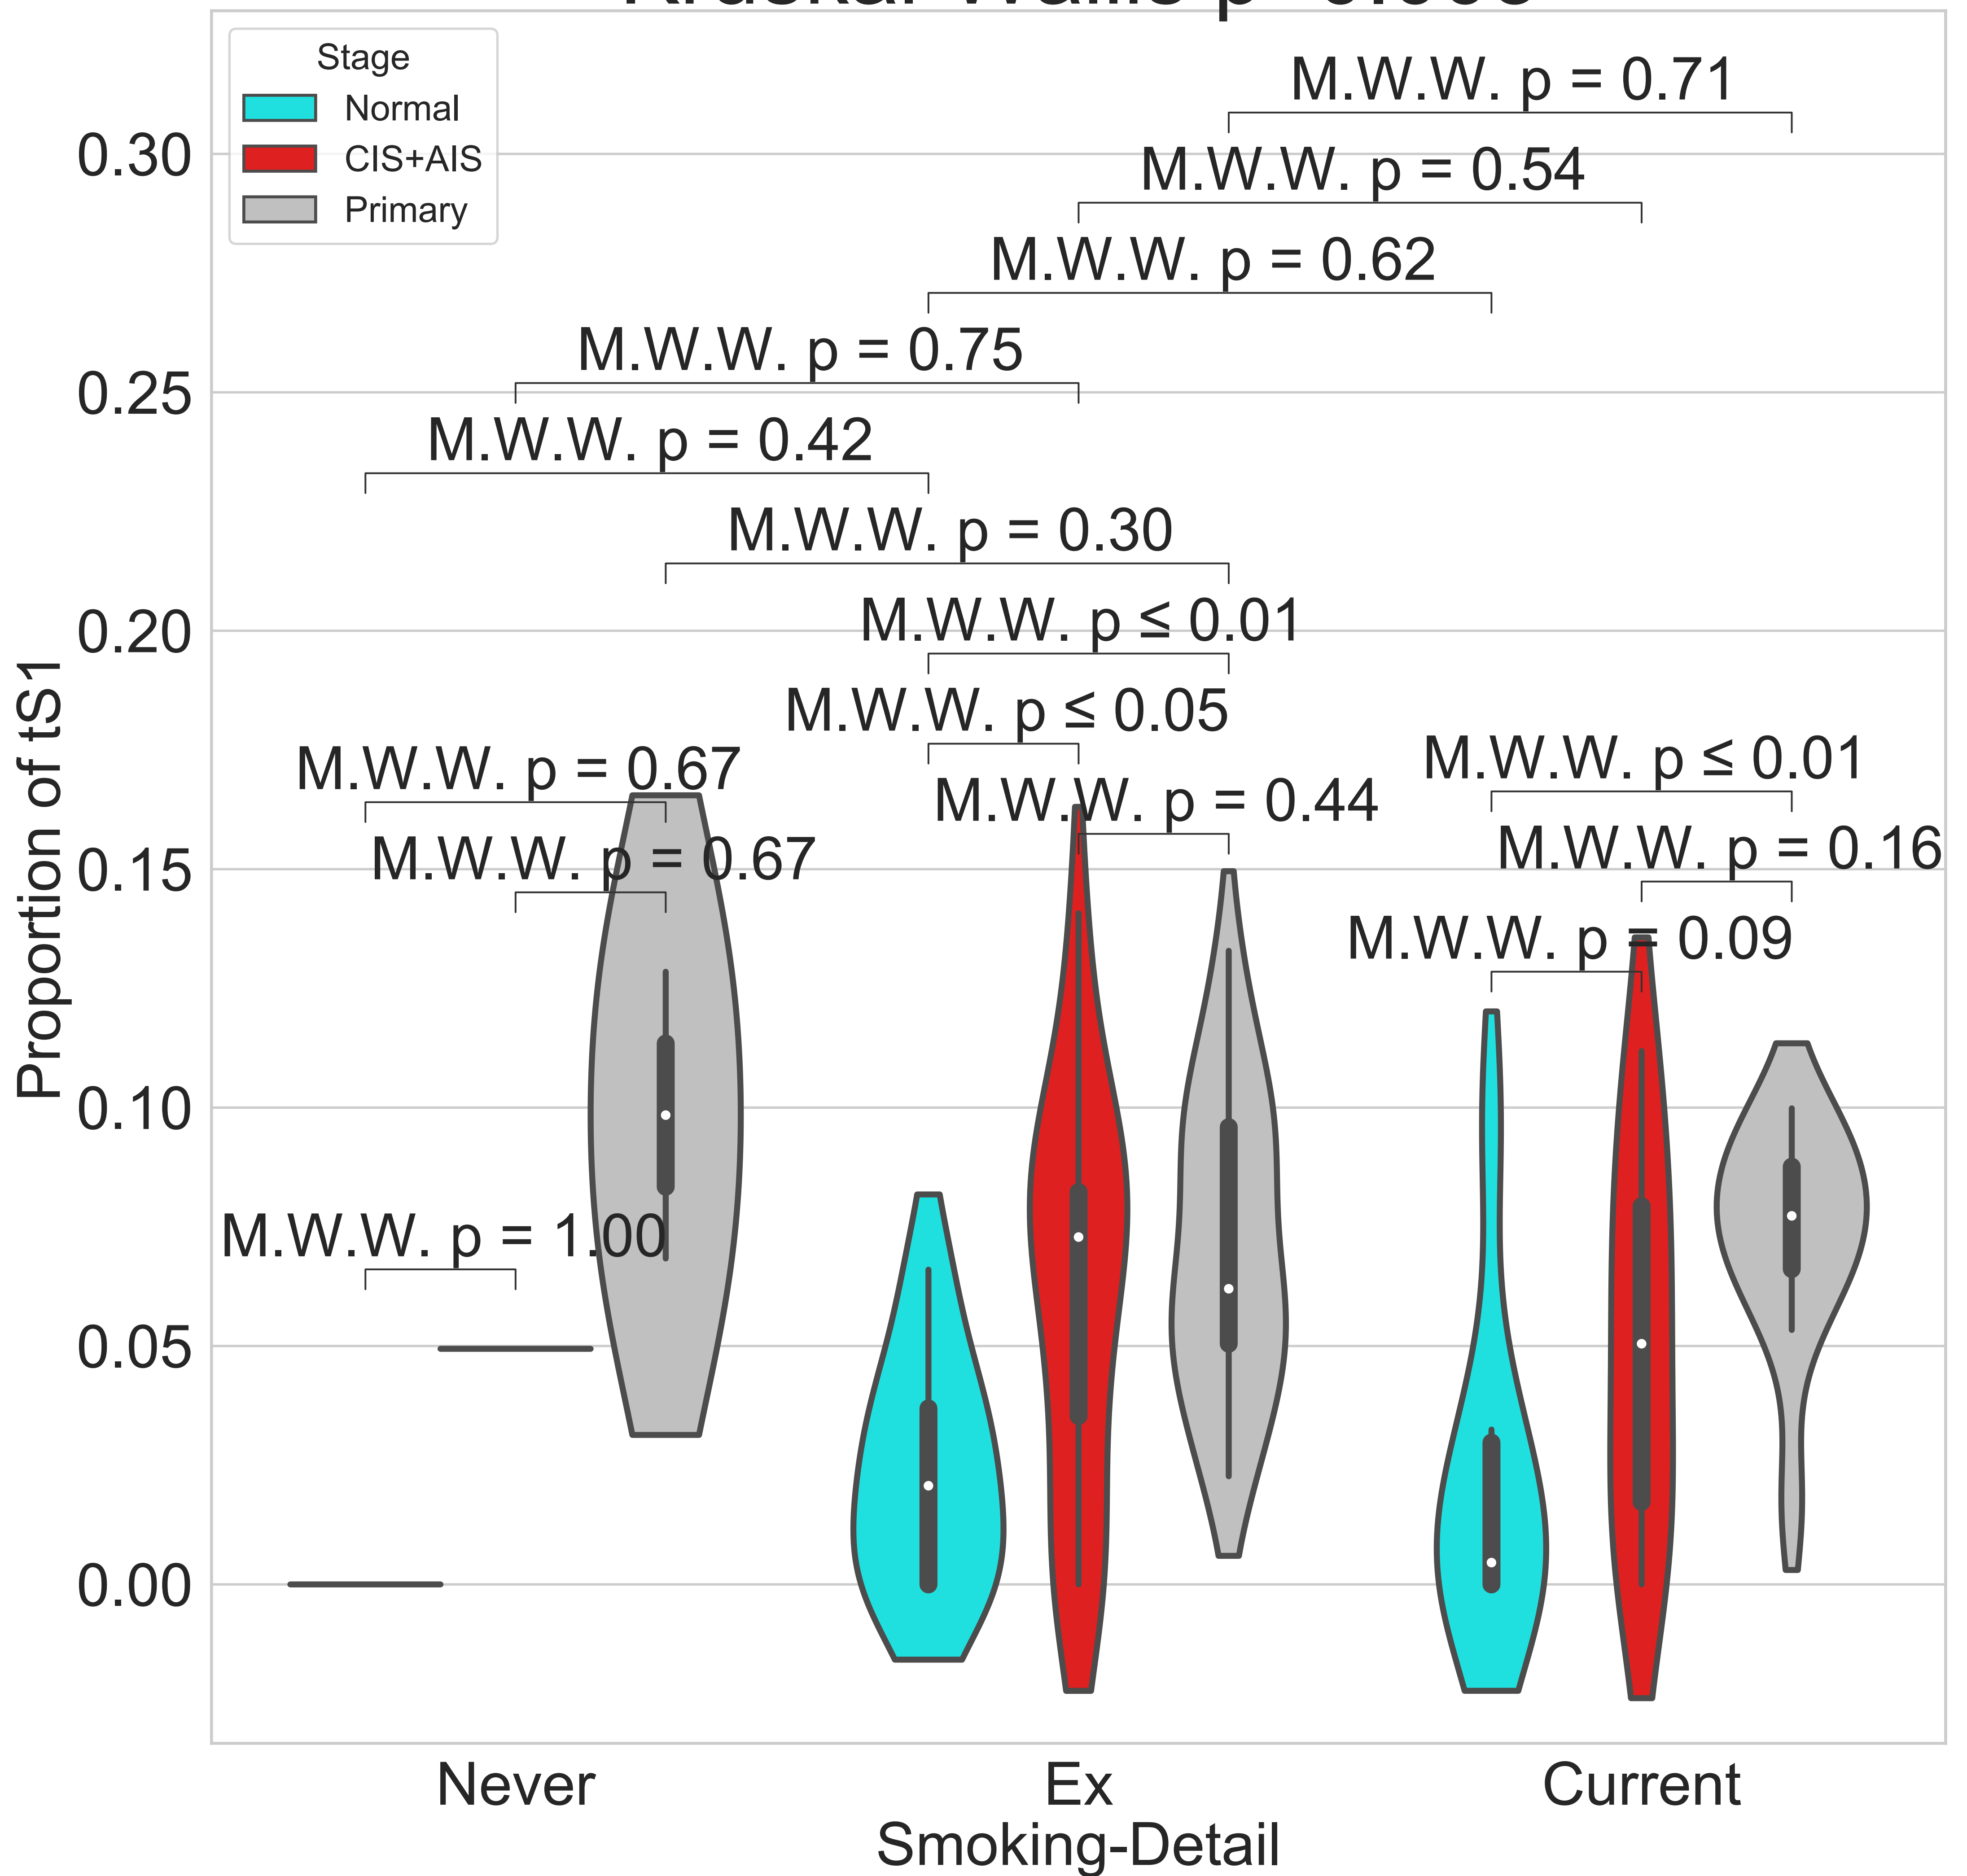 Stage
Normal
CIS+AIS
Primary
M.W.W. p = 0.71
M.W.W. p = 0.54
M.W.W. p = 0.62
M.W.W. p = 0.75
M.W.W. p = 0.42
M.W.W. p = 0.30
M.W.W. p ≤ 0.01
M.W.W. p ≤ 0.05
M.W.W. p = 0.44
M.W.W. p = 0.67
M.W.W. p = 0.67
M.W.W. p = 1.00
M.W.W. p ≤ 0.01
M.W.W. p = 0.16
M.W.W. p = 0.09
0.30
0.25
0.20
0.15
0.10
0.05
0.00
Proportion of tS1
Never
Ex
Current
Smoking-Detail